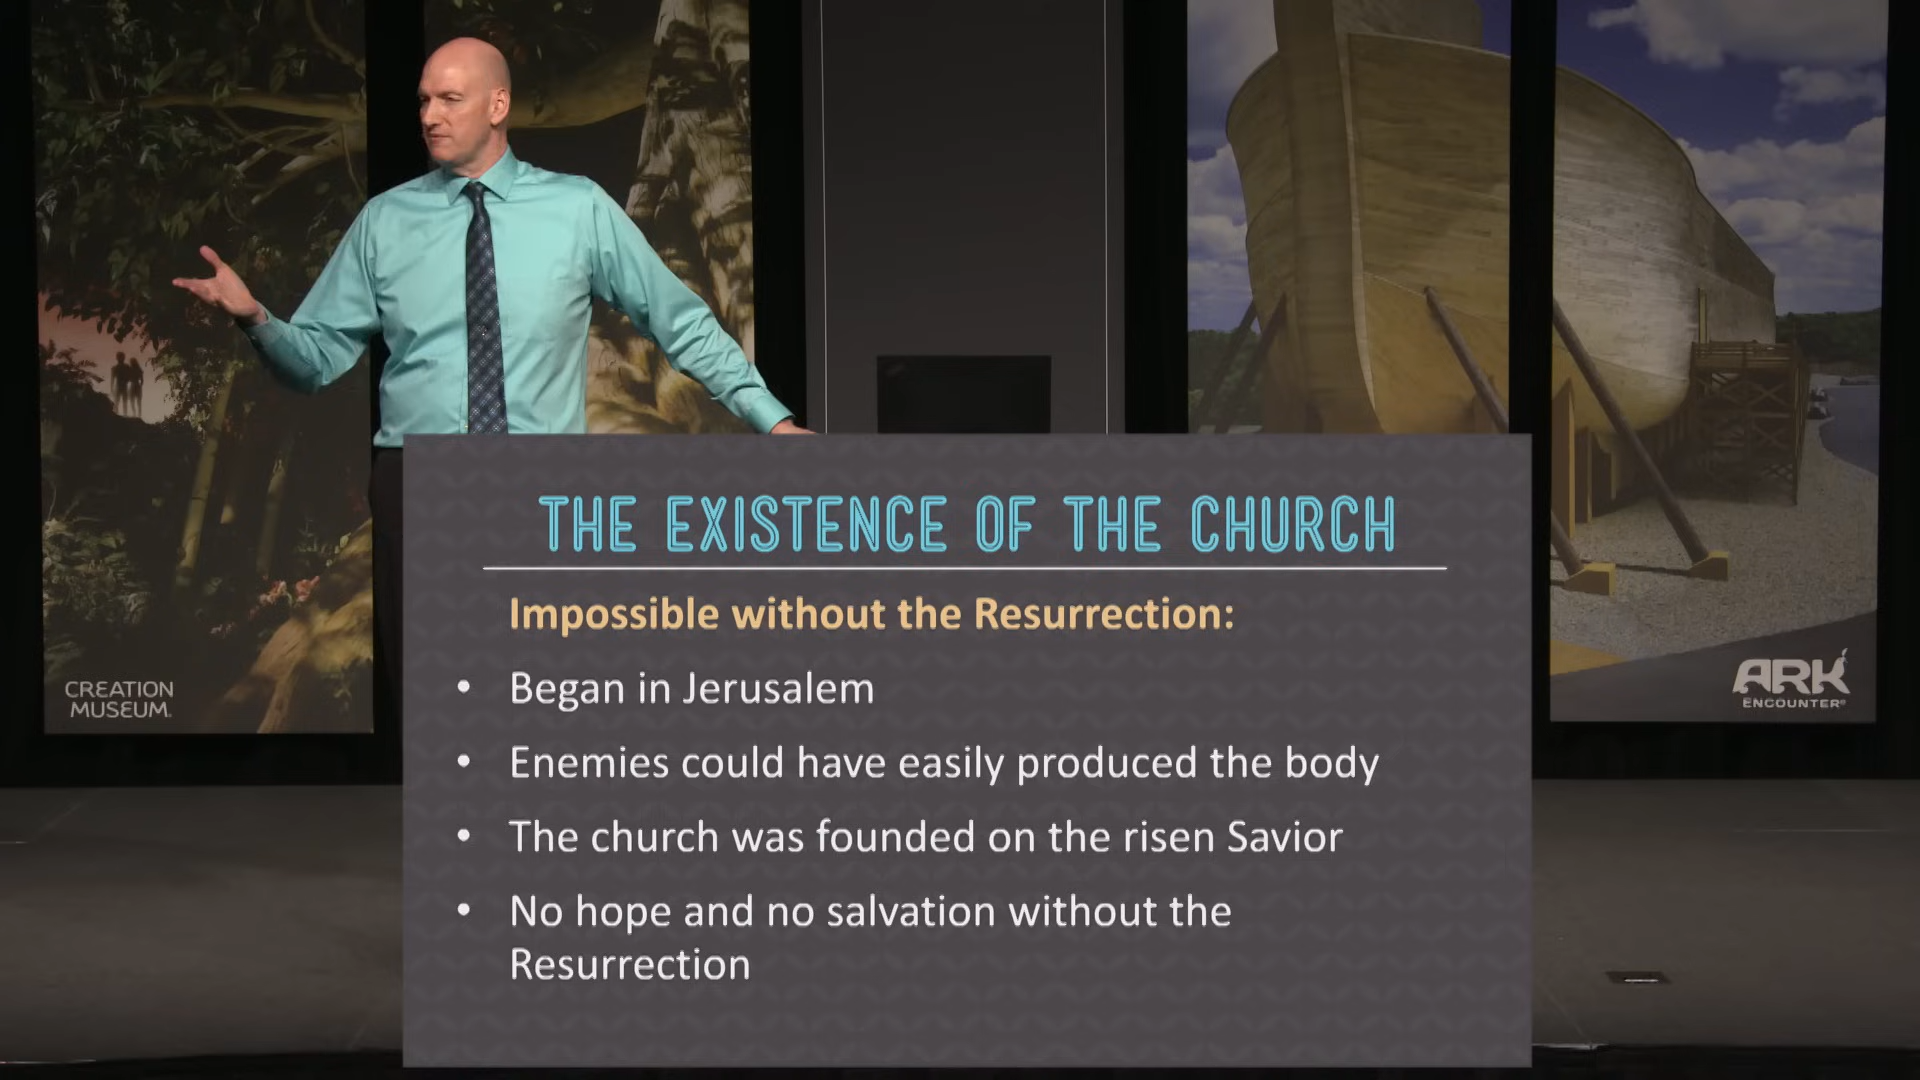 THE EXISTENCE OF THE CHURCH
Impossible without the Resurrection:
• Began in Jerusalem
• Enemies could have easily produced the body
• The church was founded on the risen Savior
• No hope and no salvation without the
Resurrection
CREATION
MUSEUM.
ARK
ENCOUNTER®